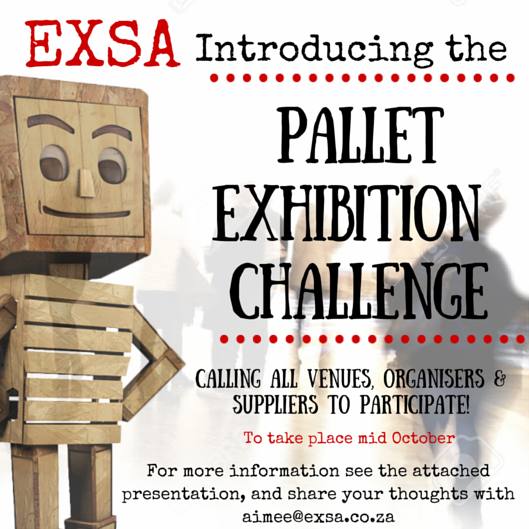 EXSA Introducing the
PALLET
EXHIBITION
CHALLENGE
CALLING ALL VENUES, ORGANISERS &
SUPPLIERS TO PARTICIPATE!
To take place mid October
For more information see the attached
presentation, and share your thoughts with
aimee@exsa.co.za